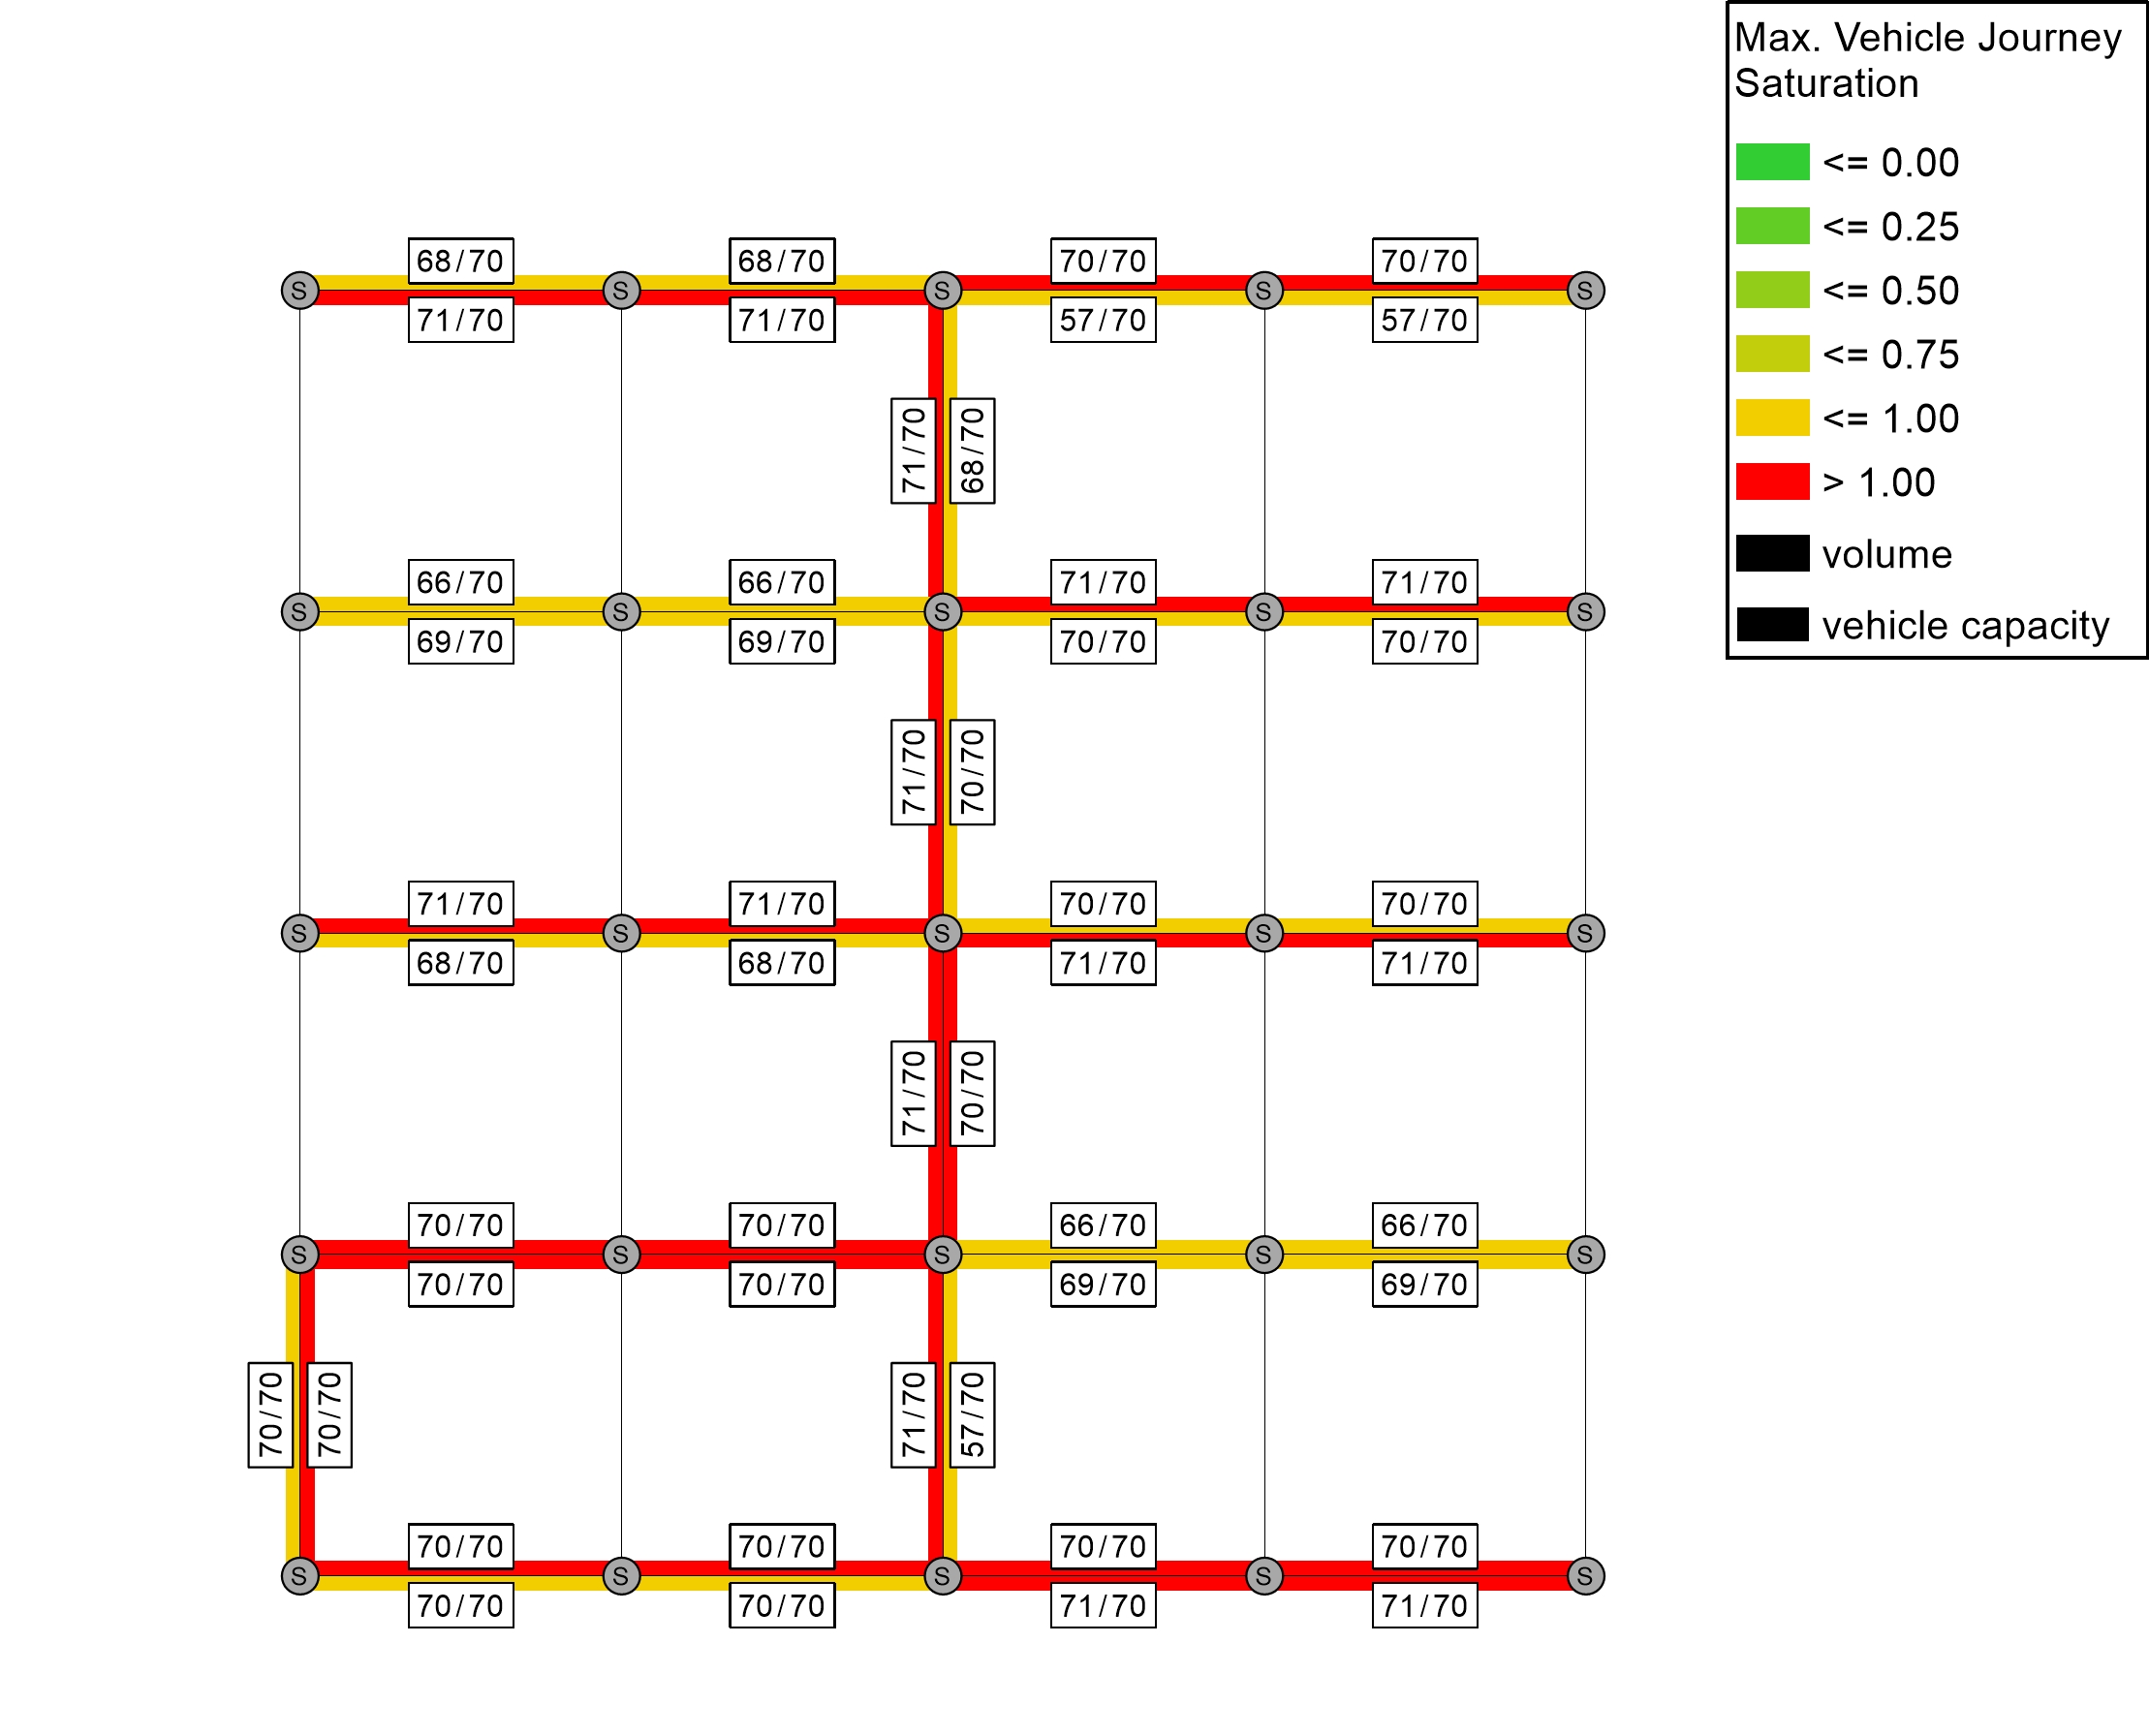 Max. Vehicle Journey
Saturation
<= 0.00
<= 0.25
<= 0.50
<= 0.75
<= 1.00
> 1.00
volume
vehicle capacity
68/70 68/70 70/70 70/70
S S S S S
71/70 71/70 57/70 57/70
71/70 68/70
66/70 66/70 71/70 71/70
S S S S S
69/70 69/70 70/70 70/70
71/70 70/70
71/70 71/70 70/70 70/70
S S S S S
68/70 68/70 71/70 71/70
71/70 70/70
70/70 70/70 66/70 66/70
S S S S S
70/70 70/70 69/70 69/70
70/70 70/70 71/70 57/70
70/70 70/70 70/70 70/70
S S S S S
70/70 70/70 71/70 71/70